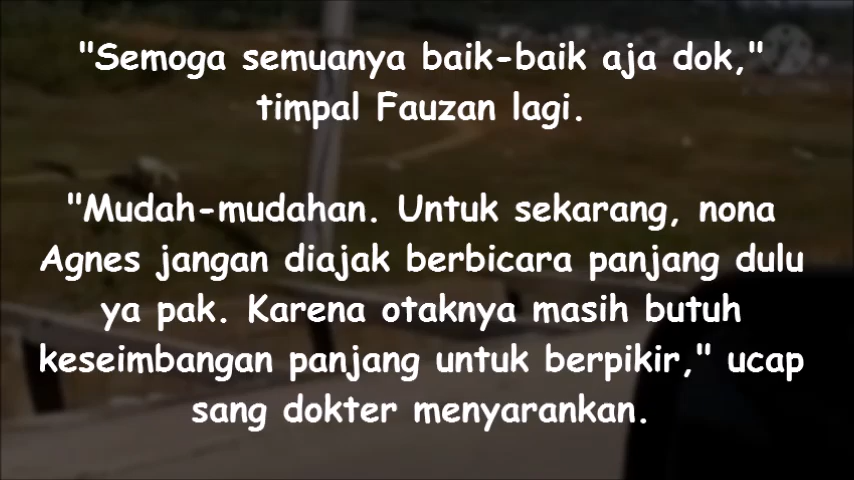 "Semoga semuanya baik-baik aja dok,"
timpal Fauzan lagi.
"Mudah-mudahan. Untuk sekarang, nona
Agnes jangan diajak berbicara panjang dulu
ya pak. Karena otaknya masih butuh
keseimbangan panjang untuk berpikir," ucap
sang dokter menyarankan.